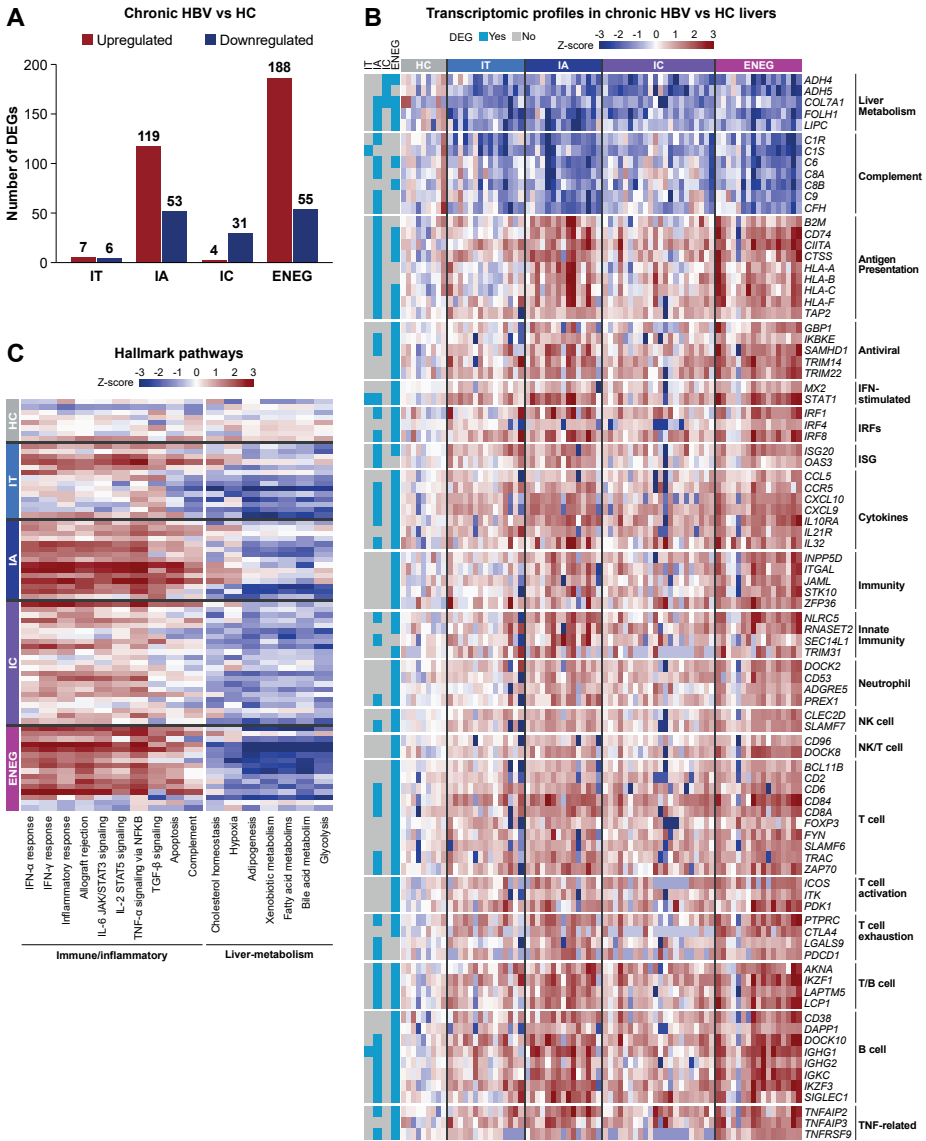 A
Chronic HBV vs HC
Upregulated
Downregulated
Number of DEGs
200
150
100
50
0
7
6
119
53
4
31
188
55
IT
IA
IC
ENEG
B
Transcriptomic profiles in chronic HBV vs HC livers
DEG
Yes
No
Z-score
-3 -2 -1 0 1 2 3
IT
IA
IC
ENEG
HC
IT
IA
IC
ENEG
ADH4
ADH5
COL7A1
FOLH1
LIPC
Liver
Metabolism
C1R
C1S
C6
C8A
C8B
C9
CFH
Complement
B2M
CD74
CIITA
CTSS
HLA-A
HLA-B
HLA-C
HLA-F
TAP2
Antigen
Presentation
GBP1
IKBKE
SAMHD1
TRIM14
TRIM22
Antiviral
MX2
STAT1
IFN-
stimulated
IRF1
IRF4
IRF8
IRFs
ISG20
OAS3
ISG
CCL5
CCR5
CXCL10
CXCL9
IL10RA
IL21R
IL32
Cytokines
INPP5D
ITGAL
JAML
STK10
ZFP36
Immunity
NLRC5
RNASET2
SEC14L1
TRIM31
Innate
Immunity
DOCK2
CD53
ADGRE5
PREX1
Neutrophil
CLEC2D
SLAMF7
NK cell
CD96
DOCK8
NK/T cell
BCL11B
CD2
CD6
CD84
CD8A
FOXP3
FYN
SLAMF6
TRAC
ZAP70
T cell
ICOS
ITK
PDK1
T cell
activation
PTPRC
CTLA4
LGALS9
PDCD1
T cell
exhaustion
AKNA
IKZF1
LAPTM5
LCP1
T/B cell
CD38
DAPP1
DOCK10
IGHG1
IGHG2
IGKC
IKZF3
SIGLEC1
B cell
TNFAIP2
TNFAIP3
TNFRSF9
TNF-related
C
Hallmark pathways
Z-score
-3 -2 -1 0 1 2 3
HC
IT
IA
IC
ENEG
IFN-α response
IFN-γ response
Inflammatory response
Allograft rejection
IL-6 JAK/STAT3 signaling
IL-2 STAT5 signaling
TNF-α signaling via NFKB
TGF-β signaling
Apoptosis
Complement
Cholesterol homeostasis
Hypoxia
Adipogenesis
Xenobiotic metabolism
Fatty acid metabolims
Bile acid metabolim
Glycolysis
Immune/inflammatory
Liver-metabolism